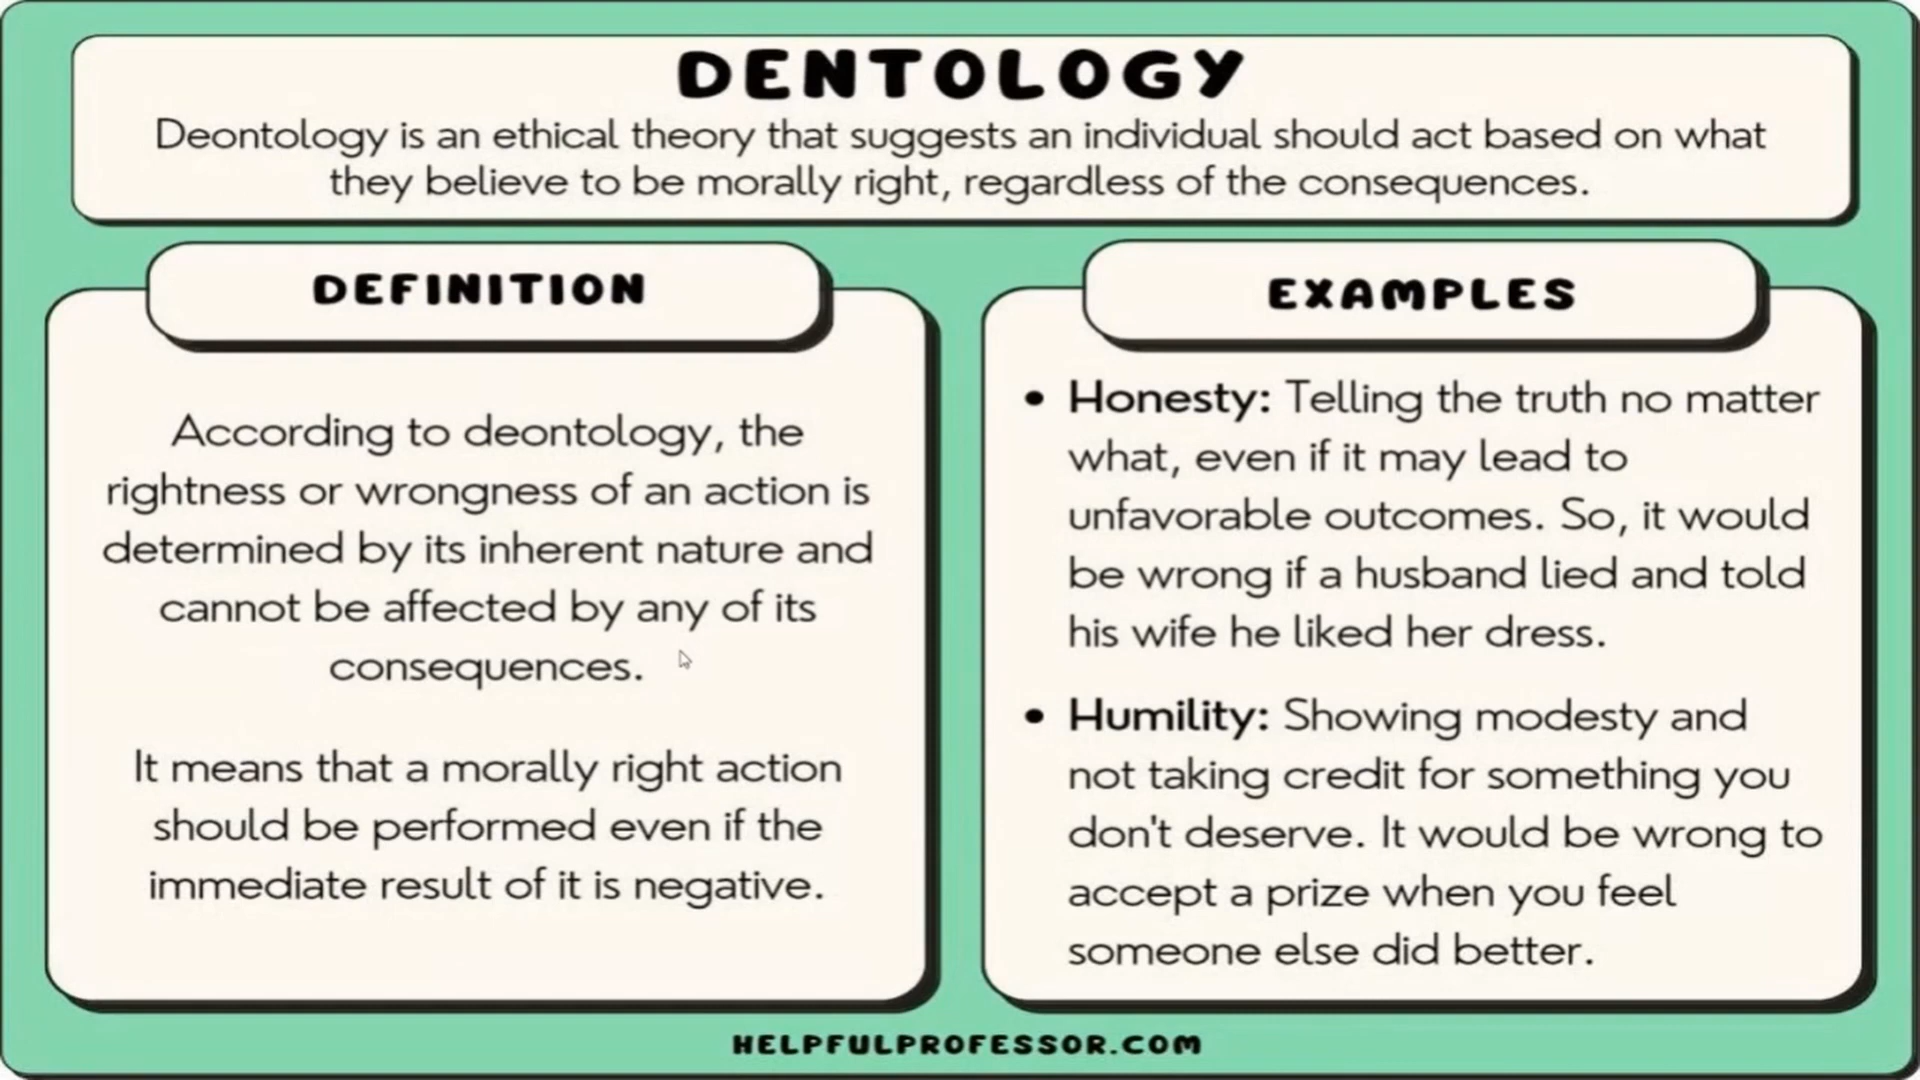 DENTOLOGY
Deontology is an ethical theory that suggests an individual should act based on what
they believe to be morally right, regardless of the consequences.
DEFINITION
According to deontology, the
rightness or wrongness of an action is
determined by its inherent nature and
cannot be affected by any of its
consequences.
It means that a morally right action
should be performed even if the
immediate result of it is negative.
EXAMPLES
• Honesty: Telling the truth no matter
what, even if it may lead to
unfavorable outcomes. So, it would
be wrong if a husband lied and told
his wife he liked her dress.
• Humility: Showing modesty and
not taking credit for something you
don't deserve. It would be wrong to
accept a prize when you feel
someone else did better.
HELPFULPROFESSOR.COM